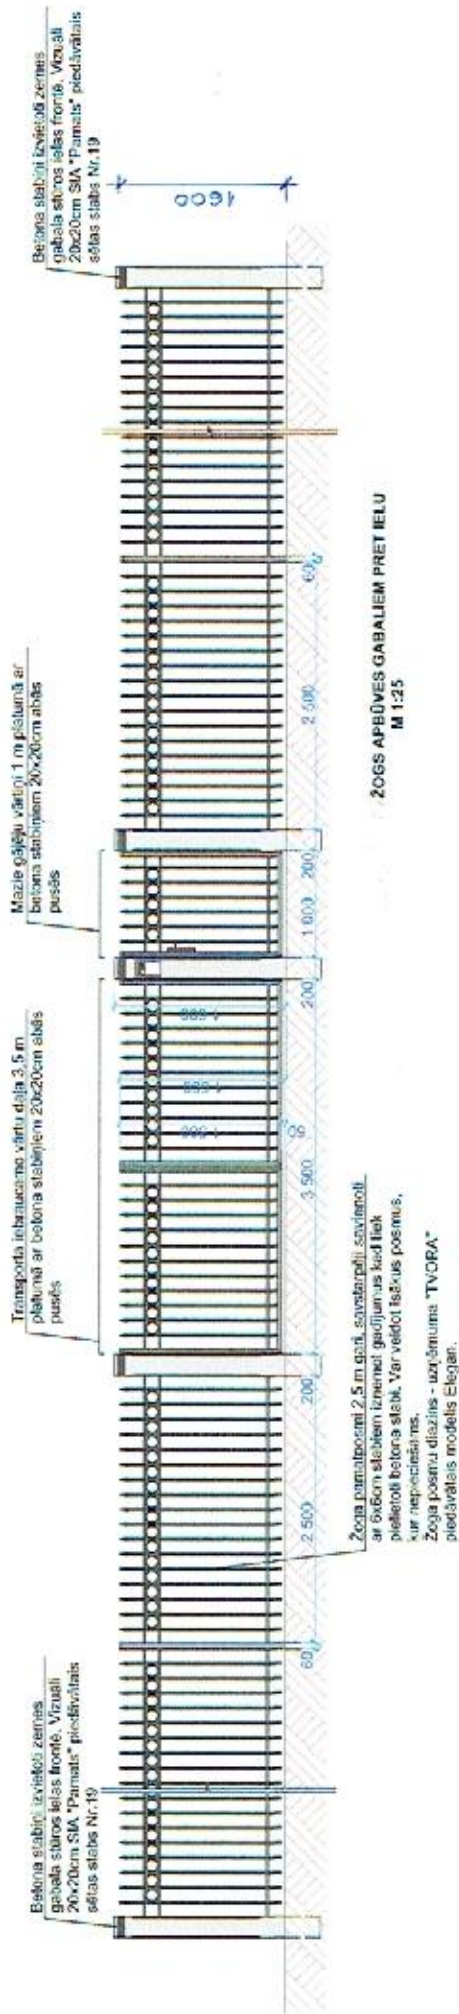 Betona stabiņi izvietoti zemes
gabala stūros ielas frontē. Vizuāli
20x20cm SIA "Pamats" piedāvātais
sētas stabs Nr.19
Transporta iebraucamo vārtu daļa 3,5 m
platumā ar betona stabiņiem 20x20cm abās
pusēs
Mazie gājēju vārtiņi 1 m platumā ar
betona stabiņiem 20x20cm abās
pusēs
Betona stabiņi izvietoti zemes
gabala stūros ielas frontē. Vizuāli
20x20cm SIA "Pamats" piedāvātais
sētas stabs Nr.19
1600
60
2 500
200
3 500
200
1 000
200
2 500
60
60
Žoga pamatposmi 2,5 m gari, savstarpēji savienoti
ar 6x6cm stabiem izņemot gadījumus kad tiek
pielietoti betona stabi. Var veidot īsākus posmus,
kur nepieciešams.
Žoga posmu dizains - uzņēmuma "TVORA"
piedāvātais modelis Elegan.
ŽOGS APBŪVES GABALIEM PRET IELU
M 1:25